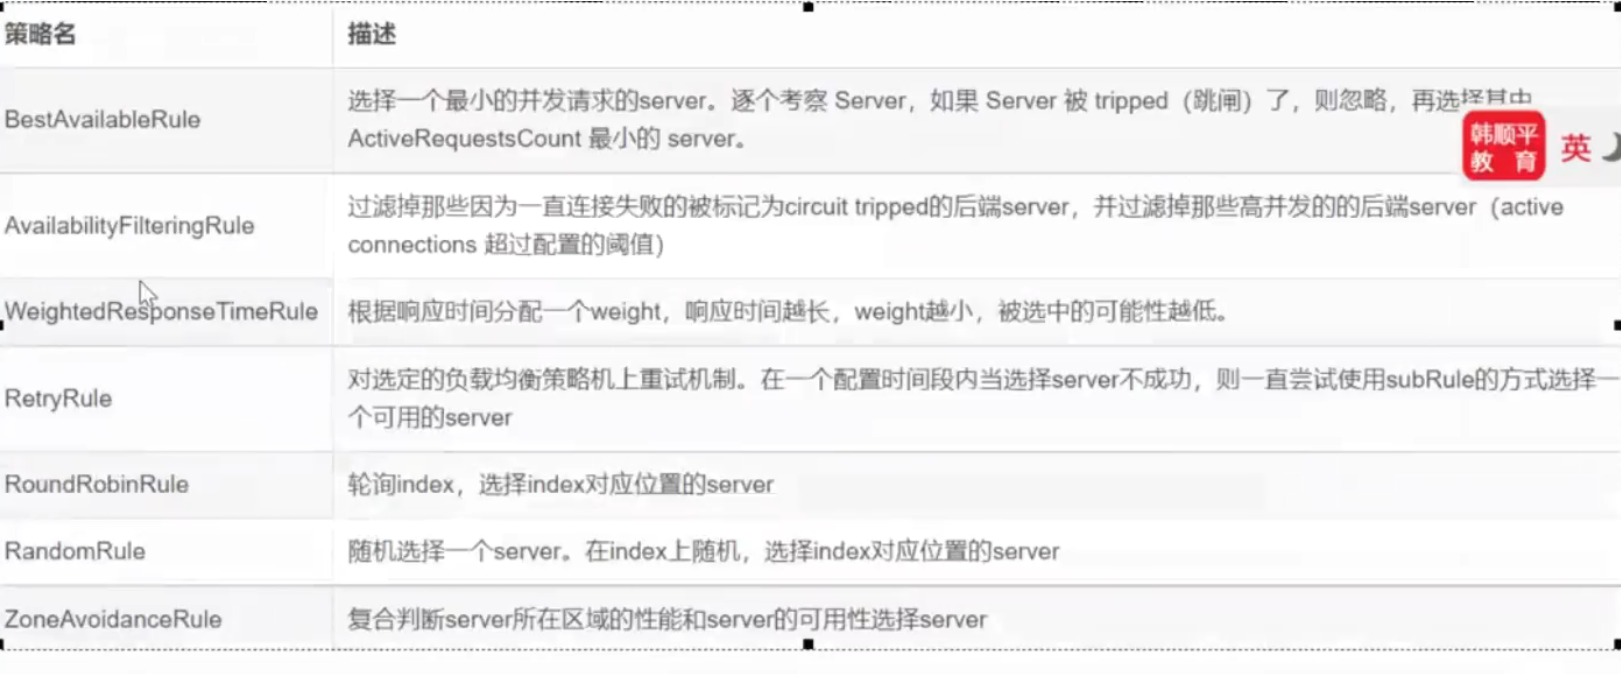 策略名 描述
BestAvailableRule
选择一个最小的并发请求的server。逐个考察 Server，如果 Server 被 tripped（跳闸）了，则忽略，再选择其中
ActiveRequestsCount 最小的 server。
韩顺平
教 育
英
AvailabilityFilteringRule
过滤掉那些因为一直连接失败的被标记为circuit tripped的后端server，并过滤掉那些高并发的的后端server（active
connections 超过配置的阈值）
WeightedResponseTimeRule 根据响应时间分配一个weight，响应时间越长，weight越小，被选中的可能性越低。
RetryRule
对选定的负载均衡策略机上重试机制。在一个配置时间段内当选择server不成功，则一直尝试使用subRule的方式选择一
个可用的server
RoundRobinRule 轮询index，选择index对应位置的server
RandomRule 随机选择一个server。在index上随机，选择index对应位置的server
ZoneAvoidanceRule 复合判断server所在区域的性能和server的可用性选择server